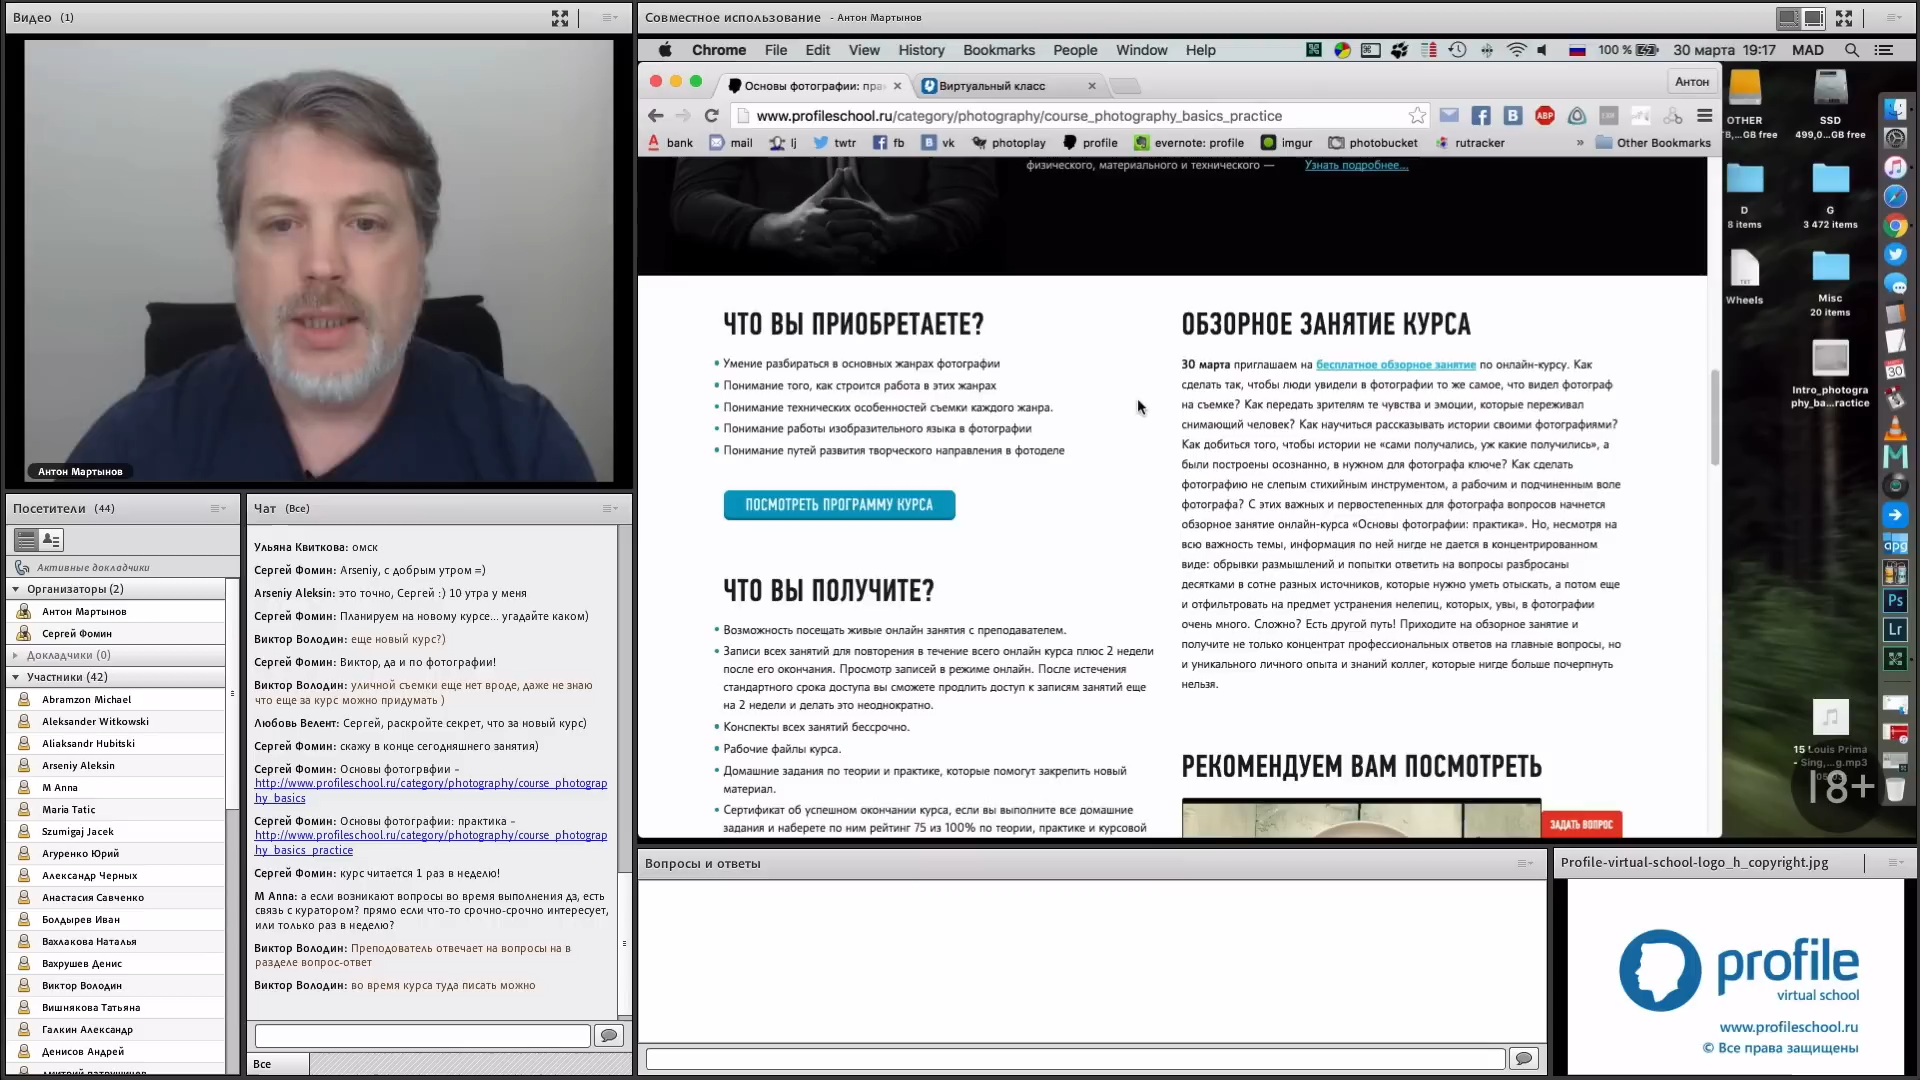 Видео (1)
Антон Мартынов
Посетители (44)
Активные докладчики
Организаторы (2)
Антон Мартынов
Сергей Фомин
Докладчики (0)
Участники (42)
Abramzon Michael
Aleksander Witkowski
Aliaksandr Hubitski
Arseniy Aleksin
M Anna
Maria Tatic
Szumigaj Jacek
Агуренко Юрий
Александр Черных
Анастасия Савченко
Болдырев Иван
Вахлакова Наталья
Вахрушев Денис
Виктор Володин
Вишнякова Татьяна
Галкин Александр
Денисов Андрей
Чат (Все)
Ульяна Квиткова: омск
Сергей Фомин: Arseniy, с добрым утром =)
Arseniy Aleksin: это точно, Сергей :) 10 утра у меня
Сергей Фомин: Планируем на новому курсе... угадайте каком)
Виктор Володин: еще новый курс?)
Сергей Фомин: Виктор, да и по фотографии!
Виктор Володин: уличной съемки еще нет вроде, даже не знаю
что еще за курс можно придумать )
Любовь Велент: Сергей, раскройте секрет, что за новый курс)
Сергей Фомин: скажу в конце сегодняшнего занятия)
Сергей Фомин: Основы фотогрвфии -
http://www.profileschool.ru/category/photography/course_photograp
hy_basics
Сергей Фомин: Основы фотографии: практика -
http://www.profileschool.ru/category/photography/course_photograp
hy_basics_practice
Сергей Фомин: курс читается 1 раз в неделю!
M Anna: а если возникают вопросы во время выполнения дз, есть
связь с куратором? прямо если что-то срочно-срочно интересует,
или только раз в неделю?
Виктор Володин: Преподователь отвечает на вопросы на в
разделе вопрос-ответ
Виктор Володин: во время курса туда писать можно
Все
Совместное использование - Антон Мартынов
Chrome File Edit View History Bookmarks People Window Help
100 % 30 марта 19:17 MAD
Основы фотографии: пра
Виртуальный класс
Антон
www.profileschool.ru/category/photography/course_photography_basics_practice
ABP
bank mail lj twtr fb vk photoplay profile evernote: profile imgur photobucket rutracker » Other Bookmarks
физического, материального и технического —
Узнать подробнее...
ЧТО ВЫ ПРИОБРЕТАЕТЕ?
Умение разбираться в основных жанрах фотографии
Понимание того, как строится работа в этих жанрах
Понимание технических особенностей съемки каждого жанра.
Понимание работы изобразительного языка в фотографии
Понимание путей развития творческого направления в фотоделе
ПОСМОТРЕТЬ ПРОГРАММУ КУРСА
ЧТО ВЫ ПОЛУЧИТЕ?
Возможность посещать живые онлайн занятия с преподавателем.
Записи всех занятий для повторения в течение всего онлайн курса плюс 2 недели
после его окончания. Просмотр записей в режиме онлайн. После истечения
стандартного срока доступа вы сможете продлить доступ к записям занятий еще
на 2 недели и делать это неоднократно.
Конспекты всех занятий бессрочно.
Рабочие файлы курса.
Домашние задания по теории и практике, которые помогут закрепить новый
материал.
Сертификат об успешном окончании курса, если вы выполните все домашние
задания и наберете по ним рейтинг 75 из 100% по теории, практике и курсовой
ОБЗОРНОЕ ЗАНЯТИЕ КУРСА
30 марта приглашаем на бесплатное обзорное занятие по онлайн-курсу. Как
сделать так, чтобы люди увидели в фотографии то же самое, что видел фотограф
на съемке? Как передать зрителям те чувства и эмоции, которые переживал
снимающий человек? Как научиться рассказывать истории своими фотографиями?
Как добиться того, чтобы истории не «сами получались, уж какие получились», а
были построены осознанно, в нужном для фотографа ключе? Как сделать
фотографию не слепым стихийным инструментом, а рабочим и подчиненным воле
фотографа? С этих важных и первостепенных для фотографа вопросов начнется
обзорное занятие онлайн-курса «Основы фотографии: практика». Но, несмотря на
всю важность темы, информация по ней нигде не дается в концентрированном
виде: обрывки размышлений и попытки ответить на вопросы разбросаны
десятками в сотне разных источников, которые нужно уметь отыскать, а потом еще
и отфильтровать на предмет устранения нелепиц, которых, увы, в фотографии
очень много. Сложно? Есть другой путь! Приходите на обзорное занятие и
получите не только концентрат профессиональных ответов на главные вопросы, но
и уникального личного опыта и знаний коллег, которые нигде больше почерпнуть
нельзя.
РЕКОМЕНДУЕМ ВАМ ПОСМОТРЕТЬ
ЗАДАТЬ ВОПРОС
OTHER
GB free
SSD
499,0...GB free
D
8 items
G
3 472 items
TXT
Wheels
Misc
20 items
Intro_photogra
phy_ba...ractice
30
apg
Ps
Lr
15 Louis Prima
- Sing,...g.mp3
18+
Вопросы и ответы
Profile-virtual-school-logo_h_copyright.jpg
profile
virtual school
www.profileschool.ru
© Все права защищены